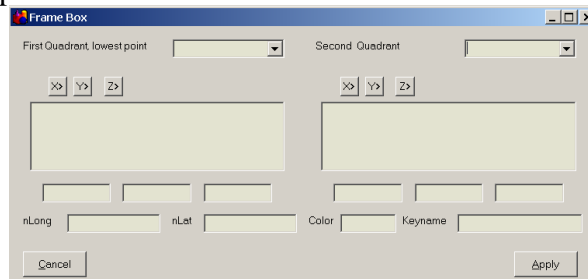 Frame Box
First Quadrant, lowest point Second Quadrant
X> Y> Z> X> Y> Z>
nLong nLat Color Keyname
Cancel Apply